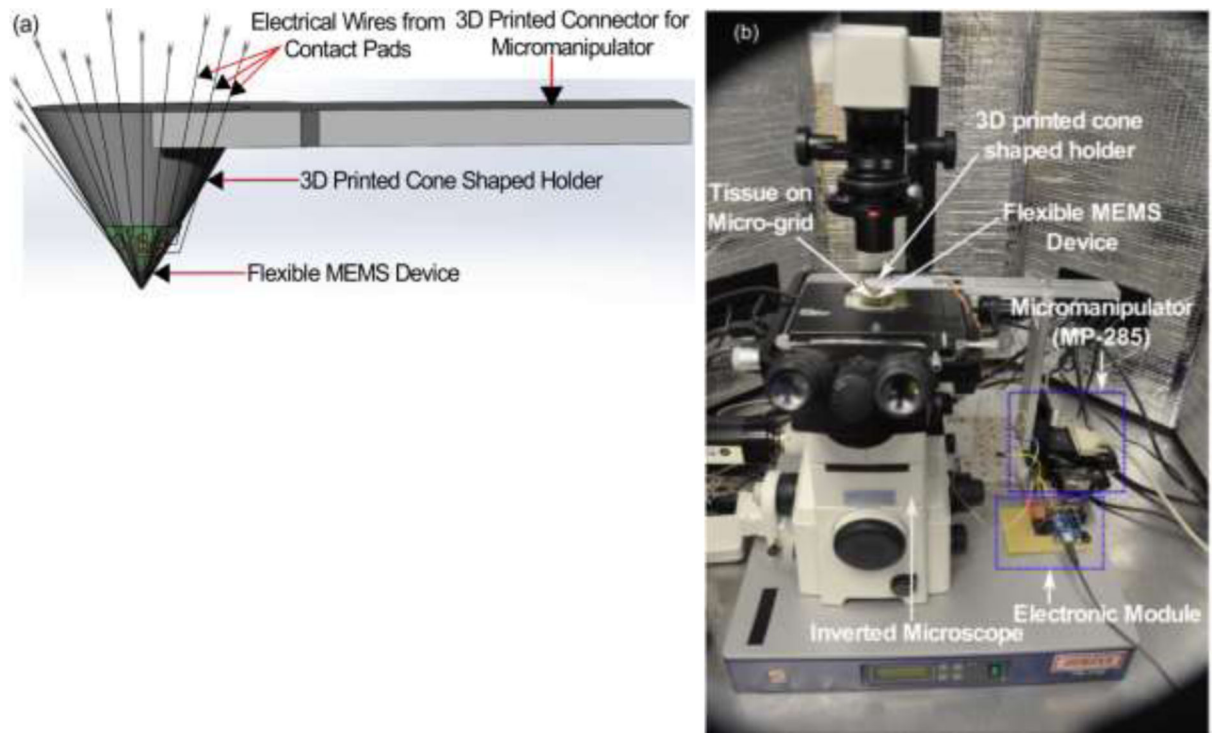 (a)
Electrical Wires from
Contact Pads
3D Printed Connector for
Micromanipulator
3D Printed Cone Shaped Holder
Flexible MEMS Device
(b)
3D printed cone
shaped holder
Tissue on
Micro-grid
Flexible MEMS
Device
Micromanipulator
(MP-285)
Electronic Module
Inverted Microscope